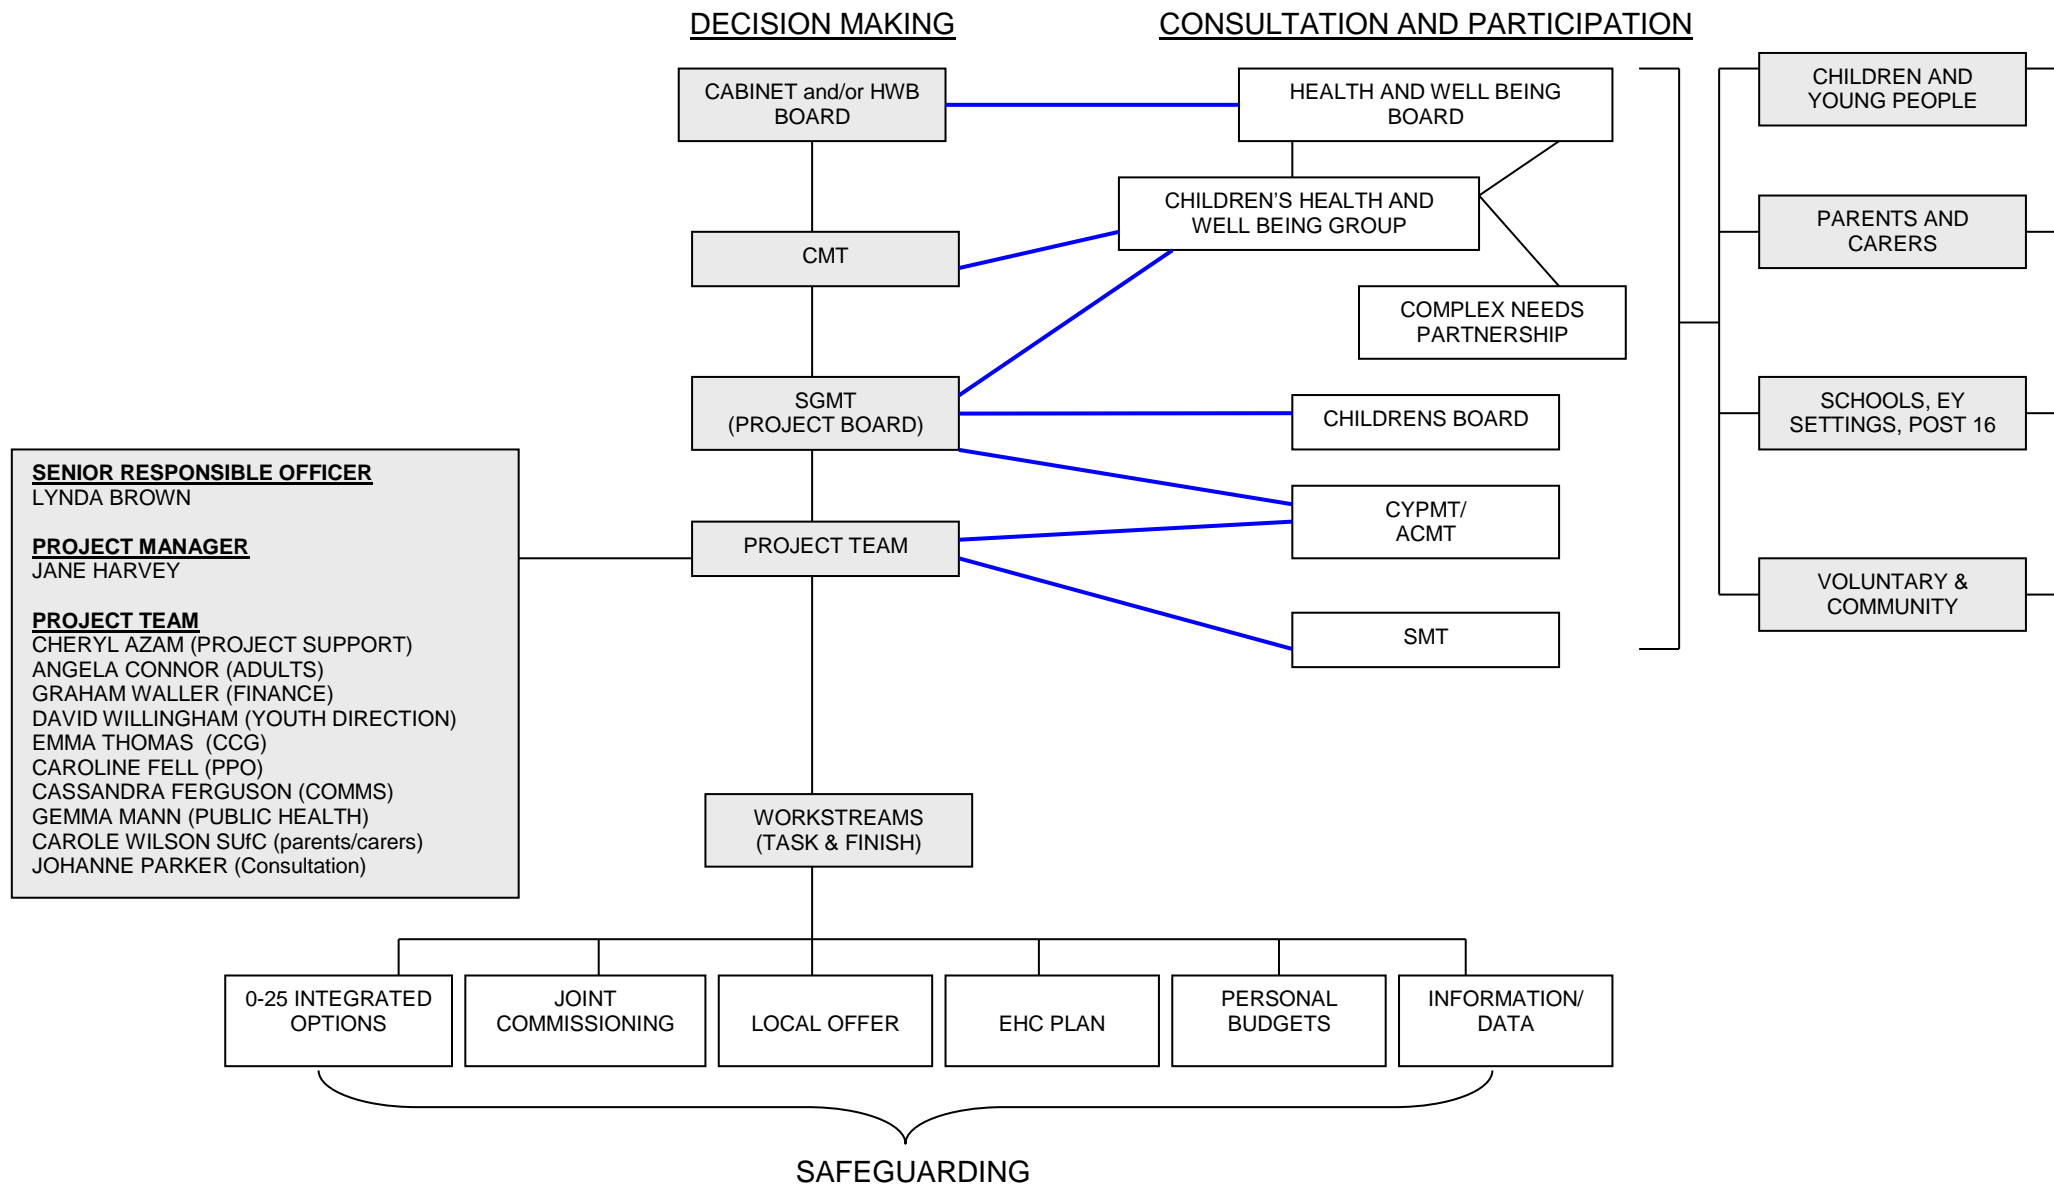 DECISION MAKING
CONSULTATION AND PARTICIPATION
CABINET and/or HWB
BOARD
HEALTH AND WELL BEING
BOARD
CHILDREN AND
YOUNG PEOPLE
CHILDREN’S HEALTH AND
WELL BEING GROUP
PARENTS AND
CARERS
CMT
COMPLEX NEEDS
PARTNERSHIP
SGMT
(PROJECT BOARD)
CHILDRENS BOARD
SCHOOLS, EY
SETTINGS, POST 16
SENIOR RESPONSIBLE OFFICER
LYNDA BROWN
PROJECT MANAGER
JANE HARVEY
PROJECT TEAM
CHERYL AZAM (PROJECT SUPPORT)
ANGELA CONNOR (ADULTS)
GRAHAM WALLER (FINANCE)
DAVID WILLINGHAM (YOUTH DIRECTION)
EMMA THOMAS  (CCG)
CAROLINE FELL (PPO)
CASSANDRA FERGUSON (COMMS)
GEMMA MANN (PUBLIC HEALTH)
CAROLE WILSON SUfC (parents/carers)
JOHANNE PARKER (Consultation)
PROJECT TEAM
CYPMT/
ACMT
VOLUNTARY &
COMMUNITY
SMT
WORKSTREAMS
(TASK & FINISH)
0-25 INTEGRATED
OPTIONS
JOINT
COMMISSIONING
LOCAL OFFER
EHC PLAN
PERSONAL
BUDGETS
INFORMATION/
DATA
SAFEGUARDING